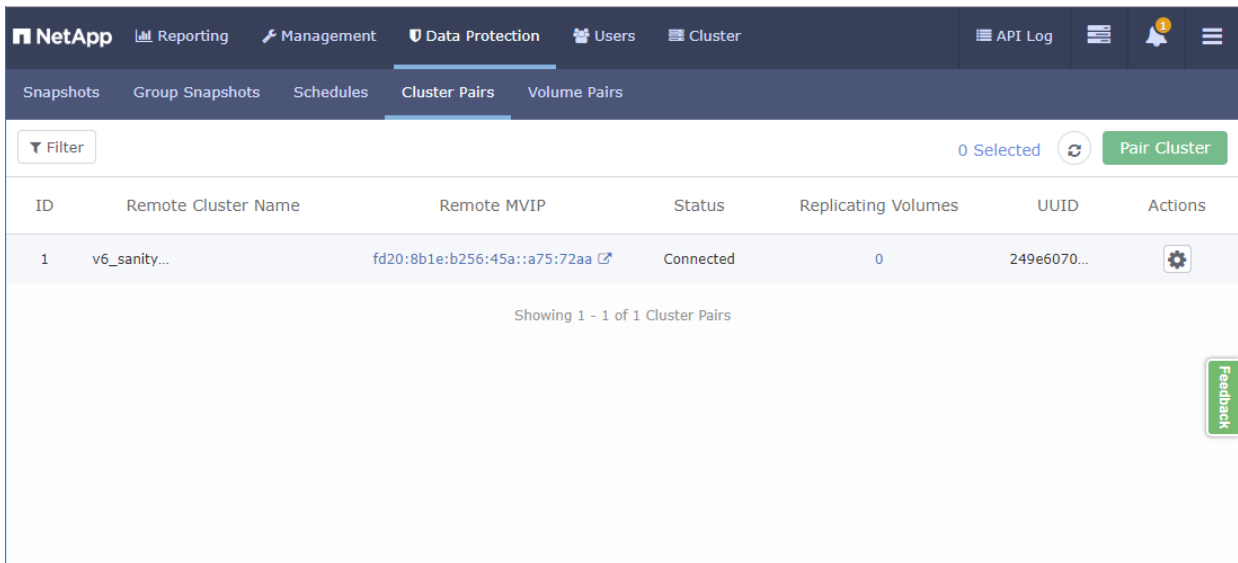 NetApp Reporting Management Data Protection Users Cluster API Log 1
Snapshots Group Snapshots Schedules Cluster Pairs Volume Pairs
Filter 0 Selected Pair Cluster
ID Remote Cluster Name Remote MVIP Status Replicating Volumes UUID Actions
1 v6_sanity... fd20:8b1e:b256:45a::a75:72aa Connected 0 249e6070...
Showing 1 - 1 of 1 Cluster Pairs
Feedback